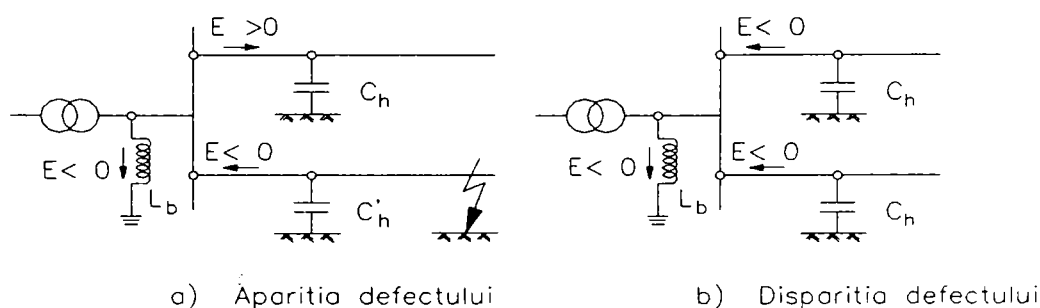 E >0
C_h
E< 0
E< 0
L_b
C'_h
a) Aparitia defectului
E< 0
C_h
E< 0
E< 0
L_b
C_h
b) Disparitia defectului